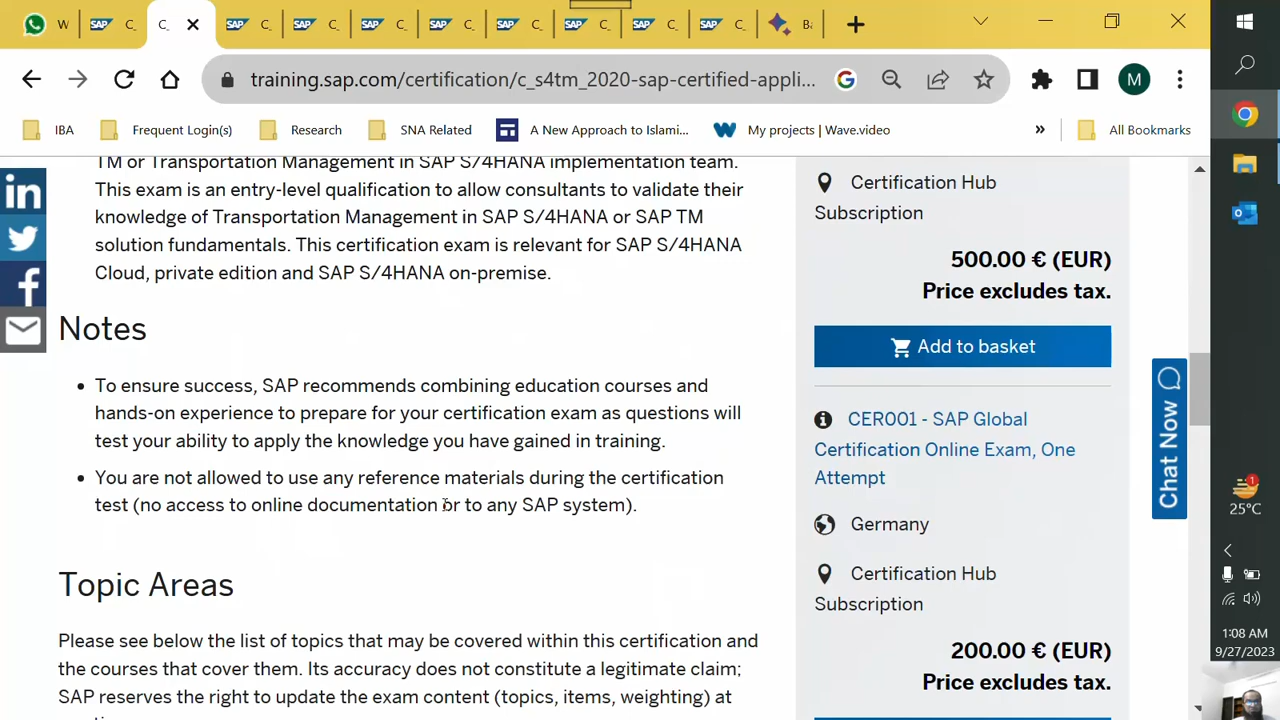 W
SAP C
C
SAP C
SAP C
SAP C
SAP C
SAP C
SAP C
SAP C
SAP C
B
training.sap.com/certification/c_s4tm_2020-sap-certified-appli...
M
IBA
Frequent Login(s)
Research
SNA Related
A New Approach to Islami...
My projects | Wave.video
»
All Bookmarks
TM or Transportation Management in SAP S/4HANA implementation team.
This exam is an entry-level qualification to allow consultants to validate their
knowledge of Transportation Management in SAP S/4HANA or SAP TM
solution fundamentals. This certification exam is relevant for SAP S/4HANA
Cloud, private edition and SAP S/4HANA on-premise.
Notes
• To ensure success, SAP recommends combining education courses and
hands-on experience to prepare for your certification exam as questions will
test your ability to apply the knowledge you have gained in training.
• You are not allowed to use any reference materials during the certification
test (no access to online documentation or to any SAP system).
Topic Areas
Please see below the list of topics that may be covered within this certification and
the courses that cover them. Its accuracy does not constitute a legitimate claim;
SAP reserves the right to update the exam content (topics, items, weighting) at
Certification Hub
Subscription
500.00 € (EUR)
Price excludes tax.
Add to basket
CER001 - SAP Global
Certification Online Exam, One
Attempt
Germany
Certification Hub
Subscription
200.00 € (EUR)
Price excludes tax.
Chat Now
1
25°C
1:08 AM
9/27/2023